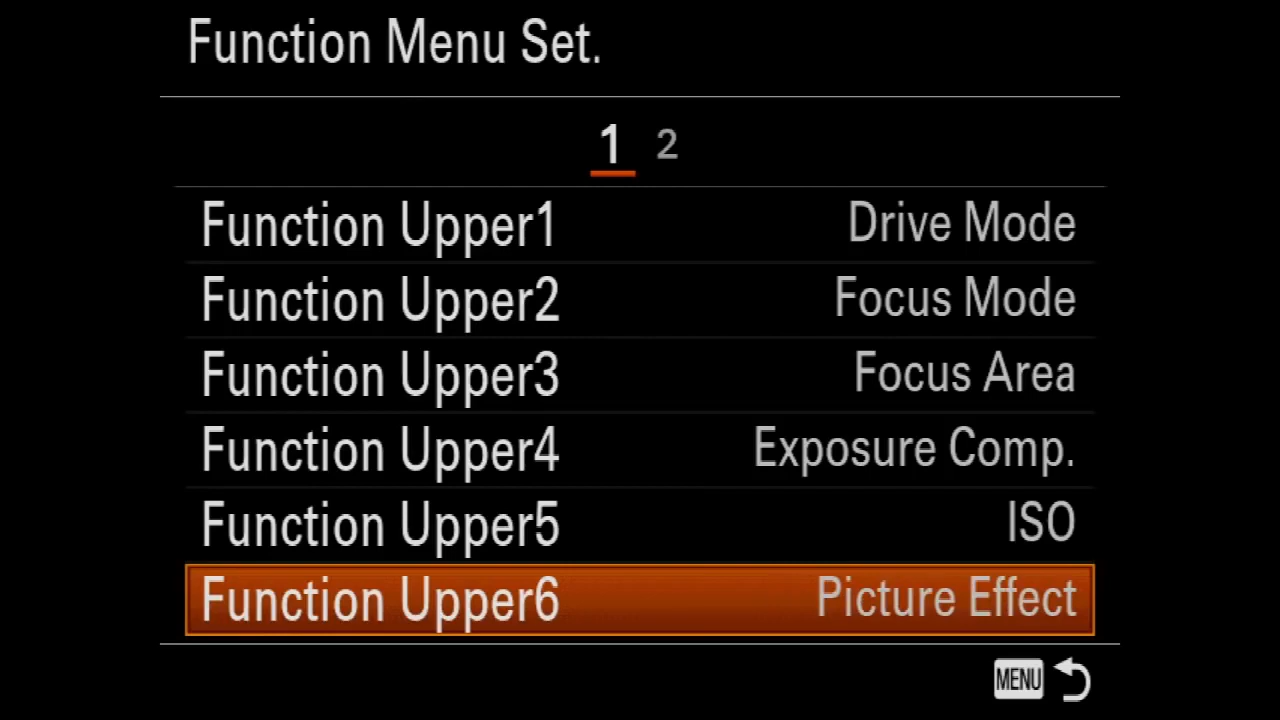 Function Menu Set.
1 2
Function Upper1 Drive Mode
Function Upper2 Focus Mode
Function Upper3 Focus Area
Function Upper4 Exposure Comp.
Function Upper5 ISO
Function Upper6 Picture Effect
MENU